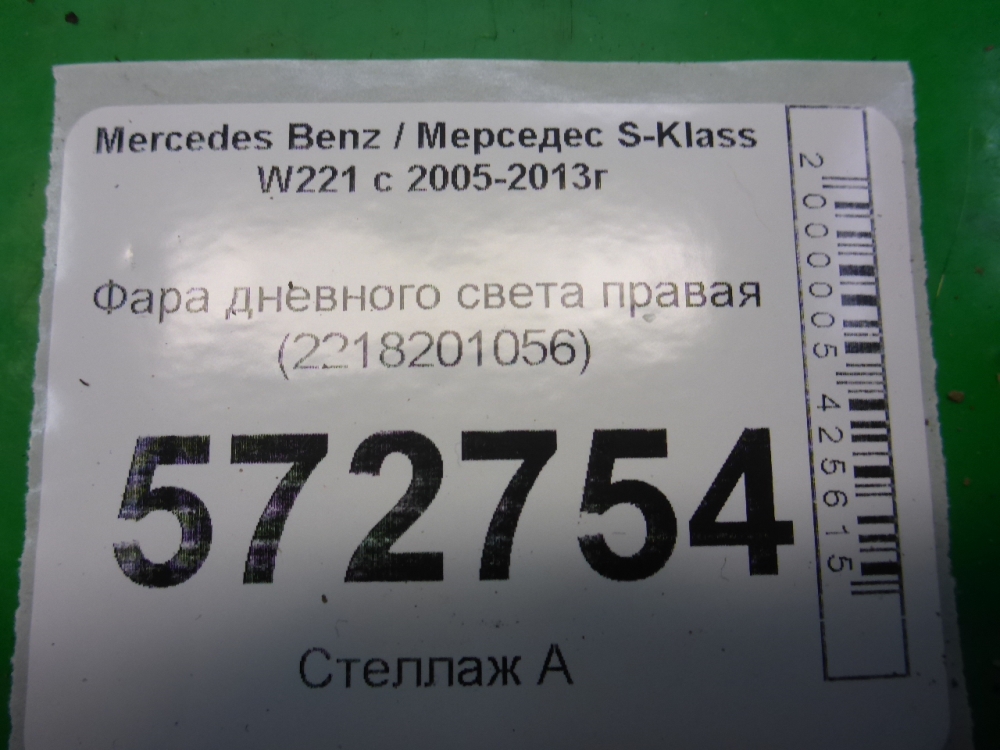 Mercedes Benz / Мерседес S-Klass
W221 с 2005-2013г
Фара дневного света правая
(2218201056)
572754
Стеллаж А
2000005425615